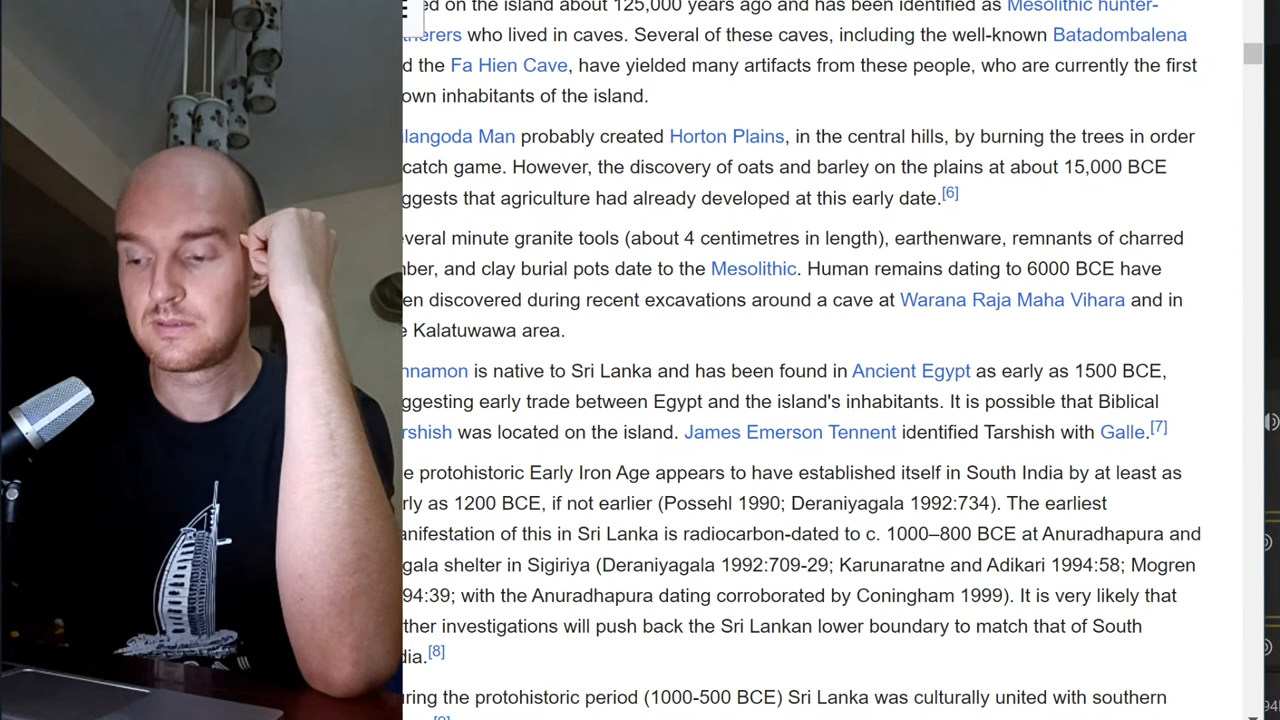 ed on the island about 125,000 years ago and has been identified as Mesolithic hunter-
herers who lived in caves. Several of these caves, including the well-known Batadombalena
d the Fa Hien Cave, have yielded many artifacts from these people, who are currently the first
own inhabitants of the island.
langoda Man probably created Horton Plains, in the central hills, by burning the trees in order
catch game. However, the discovery of oats and barley on the plains at about 15,000 BCE
ggests that agriculture had already developed at this early date.[6]
everal minute granite tools (about 4 centimetres in length), earthenware, remnants of charred
ber, and clay burial pots date to the Mesolithic. Human remains dating to 6000 BCE have
en discovered during recent excavations around a cave at Warana Raja Maha Vihara and in
e Kalatuwawa area.
nnamon is native to Sri Lanka and has been found in Ancient Egypt as early as 1500 BCE,
ggesting early trade between Egypt and the island's inhabitants. It is possible that Biblical
rshish was located on the island. James Emerson Tennent identified Tarshish with Galle.[7]
e protohistoric Early Iron Age appears to have established itself in South India by at least as
rly as 1200 BCE, if not earlier (Possehl 1990; Deraniyagala 1992:734). The earliest
anifestation of this in Sri Lanka is radiocarbon-dated to c. 1000–800 BCE at Anuradhapura and
gala shelter in Sigiriya (Deraniyagala 1992:709-29; Karunaratne and Adikari 1994:58; Mogren
94:39; with the Anuradhapura dating corroborated by Coningham 1999). It is very likely that
ther investigations will push back the Sri Lankan lower boundary to match that of South
dia.[8]
ring the protohistoric period (1000-500 BCE) Sri Lanka was culturally united with southern